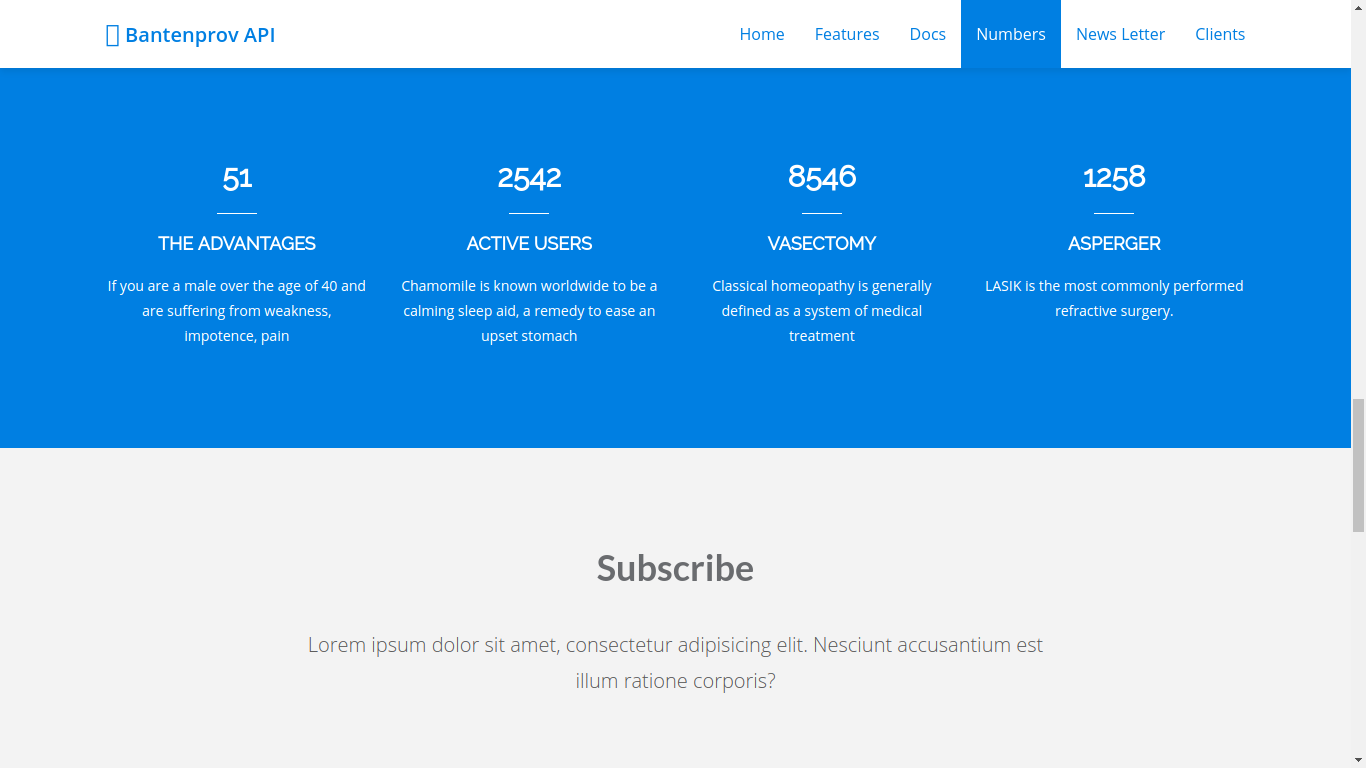 Bantenprov API
Home Features Docs Numbers News Letter Clients
51
THE ADVANTAGES
If you are a male over the age of 40 and
are suffering from weakness,
impotence, pain
2542
ACTIVE USERS
Chamomile is known worldwide to be a
calming sleep aid, a remedy to ease an
upset stomach
8546
VASECTOMY
Classical homeopathy is generally
defined as a system of medical
treatment
1258
ASPERGER
LASIK is the most commonly performed
refractive surgery.
Subscribe
Lorem ipsum dolor sit amet, consectetur adipisicing elit. Nesciunt accusantium est
illum ratione corporis?